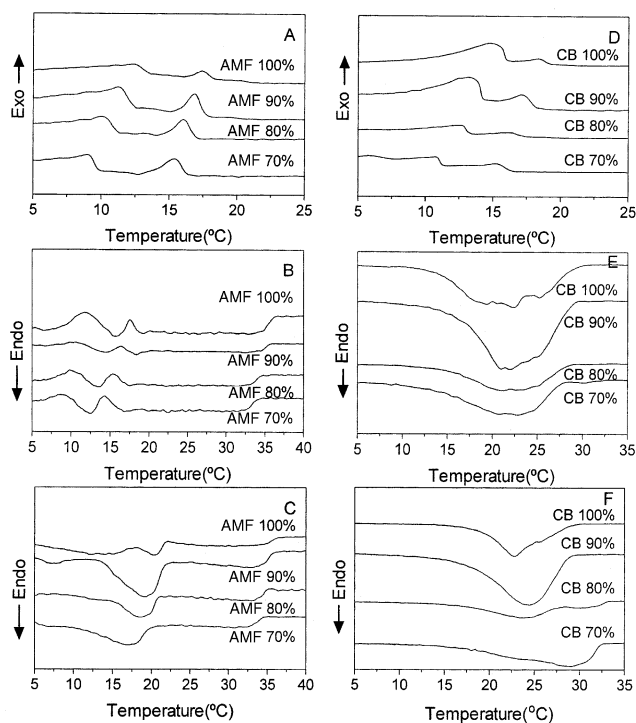 A
Exo
AMF 100%
AMF 90%
AMF 80%
AMF 70%
5 10 15 20 25
Temperature(ºC)
D
Exo
CB 100%
CB 90%
CB 80%
CB 70%
5 10 15 20 25
Temperature(ºC)
B
Endo
AMF 100%
AMF 90%
AMF 80%
AMF 70%
5 10 15 20 25 30 35 40
Temperature(ºC)
E
Endo
CB 100%
CB 90%
CB 80%
CB 70%
5 10 15 20 25 30 35
Temperature(ºC)
C
Endo
AMF 100%
AMF 90%
AMF 80%
AMF 70%
5 10 15 20 25 30 35 40
Temperature(ºC)
F
Endo
CB 100%
CB 90%
CB 80%
CB 70%
5 10 15 20 25 30 35
Temperature(°C)